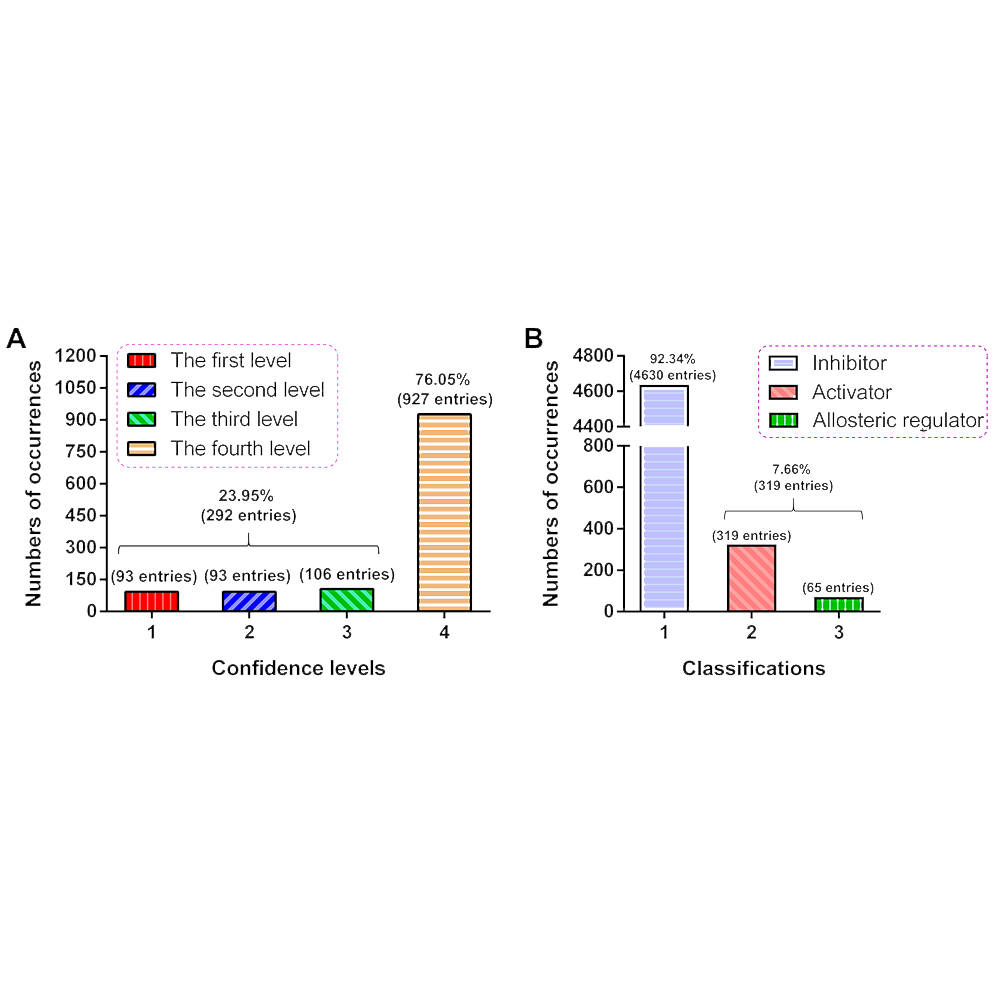 A
Numbers of occurrences
1200
1050
900
750
600
450
300
150
0
The first level
The second level
The third level
The fourth level
76.05%
(927 entries)
23.95%
(292 entries)
(93 entries)
(93 entries)
(106 entries)
1
2
3
4
Confidence levels
B
Numbers of occurrences
4800
4600
4400
800
600
400
200
0
92.34%
(4630 entries)
Inhibitor
Activator
Allosteric regulator
7.66%
(319 entries)
(319 entries)
(65 entries)
1
2
3
Classifications